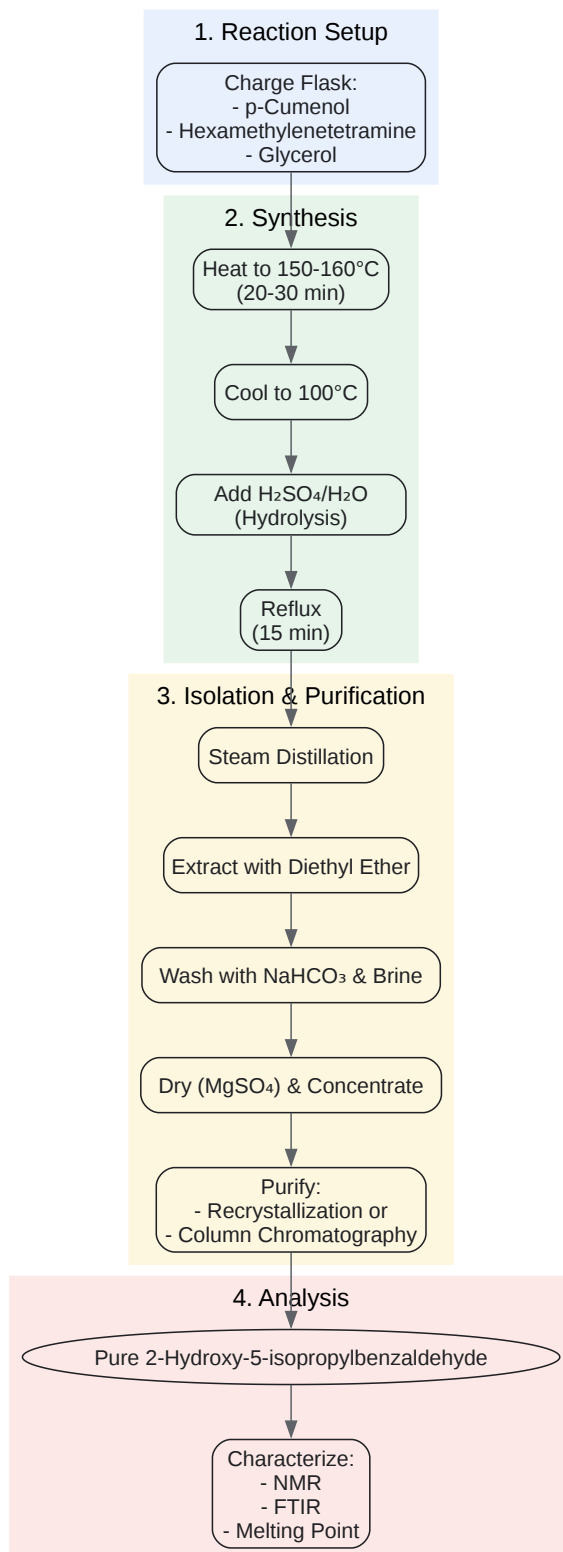 1. Reaction Setup
Charge Flask:
- p-Cumenol
- Hexamethylenetetramine
- Glycerol
2. Synthesis
Heat to 150-160°C
(20-30 min)
Cool to 100°C
Add H₂SO₄/H₂O
(Hydrolysis)
Reflux
(15 min)
3. Isolation & Purification
Steam Distillation
Extract with Diethyl Ether
Wash with NaHCO₃ & Brine
Dry (MgSO₄) & Concentrate
Purify:
- Recrystallization or
- Column Chromatography
4. Analysis
Pure 2-Hydroxy-5-isopropylbenzaldehyde
Characterize:
- NMR
- FTIR
- Melting Point